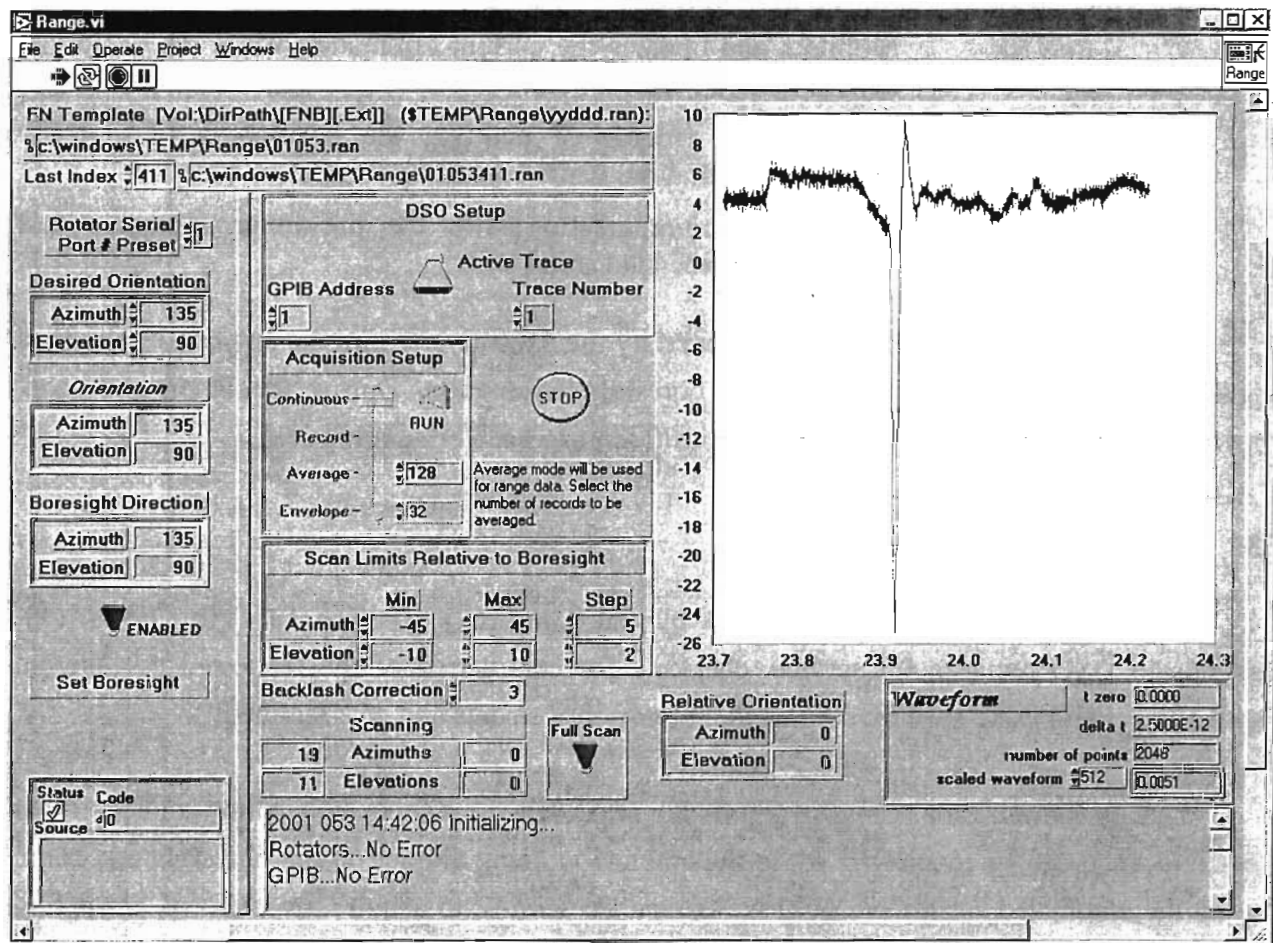 Range.vi
File Edit Operate Project Windows Help
Range
FN Template [Vol:\DirPath\[FNB][.Ext]] ($TEMP\Range\yyddd.ran):
c:\windows\TEMP\Range\01053.ran
Last Index 411 c:\windows\TEMP\Range\01053411.ran
Rotator Serial
Port # Preset 1
Desired Orientation
Azimuth 135
Elevation 90
Orientation
Azimuth 135
Elevation 90
Boresight Direction
Azimuth 135
Elevation 90
ENABLED
Set Boresight
Status Code
0
Source
DSO Setup
Active Trace
GPIB Address
Trace Number
1
1
Acquisition Setup
Continuous
RUN
Record
Average 128
Envelope 32
STOP
Average mode will be used
for range data. Select the
number of records to be
averaged.
Scan Limits Relative to Boresight
Min Max Step
Azimuth -45 45 5
Elevation -10 10 2
Backlash Correction 3
Scanning
19 Azimuths 0
11 Elevations 0
Full Scan
Relative Orientation
Azimuth 0
Elevation 0
10
8
6
4
2
0
-2
-4
-6
-8
-10
-12
-14
-16
-18
-20
-22
-24
-26
23.7 23.8 23.9 24.0 24.1 24.2 24.3
Waveform
t zero 0.0000
delta t 2.5000E-12
number of points 2048
scaled waveform 512 0.0051
2001 053 14:42:06 Initializing...
Rotators...No Error
GPIB...No Error